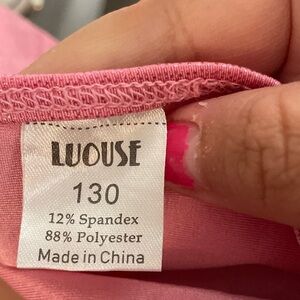 LUOUSE
130
12% Spandex
88% Polyester
Made in China